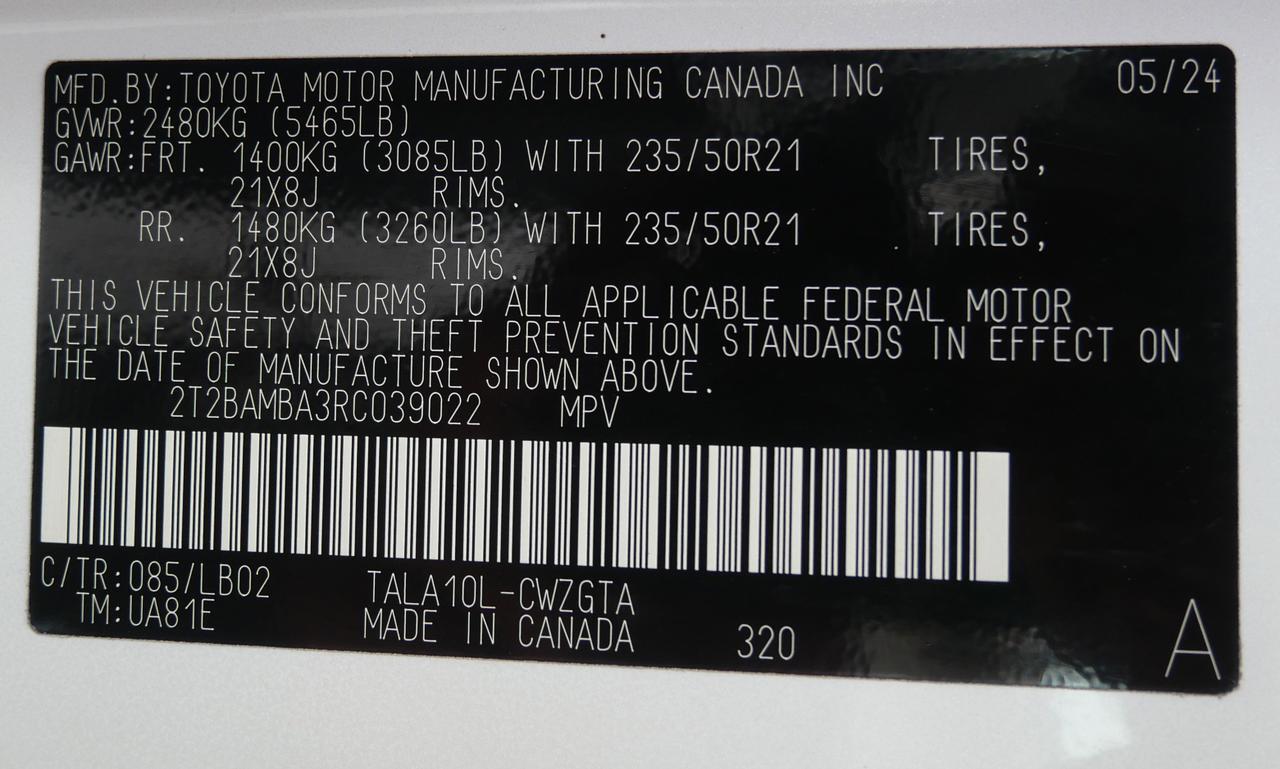 MFD.BY:TOYOTA MOTOR MANUFACTURING CANADA INC 05/24
GVWR:2480KG (5465LB)
GAWR:FRT. 1400KG (3085LB) WITH 235/50R21 TIRES,
21X8J RIMS.
RR. 1480KG (3260LB) WITH 235/50R21 TIRES,
21X8J RIMS.
THIS VEHICLE CONFORMS TO ALL APPLICABLE FEDERAL MOTOR
VEHICLE SAFETY AND THEFT PREVENTION STANDARDS IN EFFECT ON
THE DATE OF MANUFACTURE SHOWN ABOVE.
2T2BAMBA3RC039022 MPV
C/TR:085/LB02 TALA10L-CWZGTA
TM:UA81E MADE IN CANADA 320 A